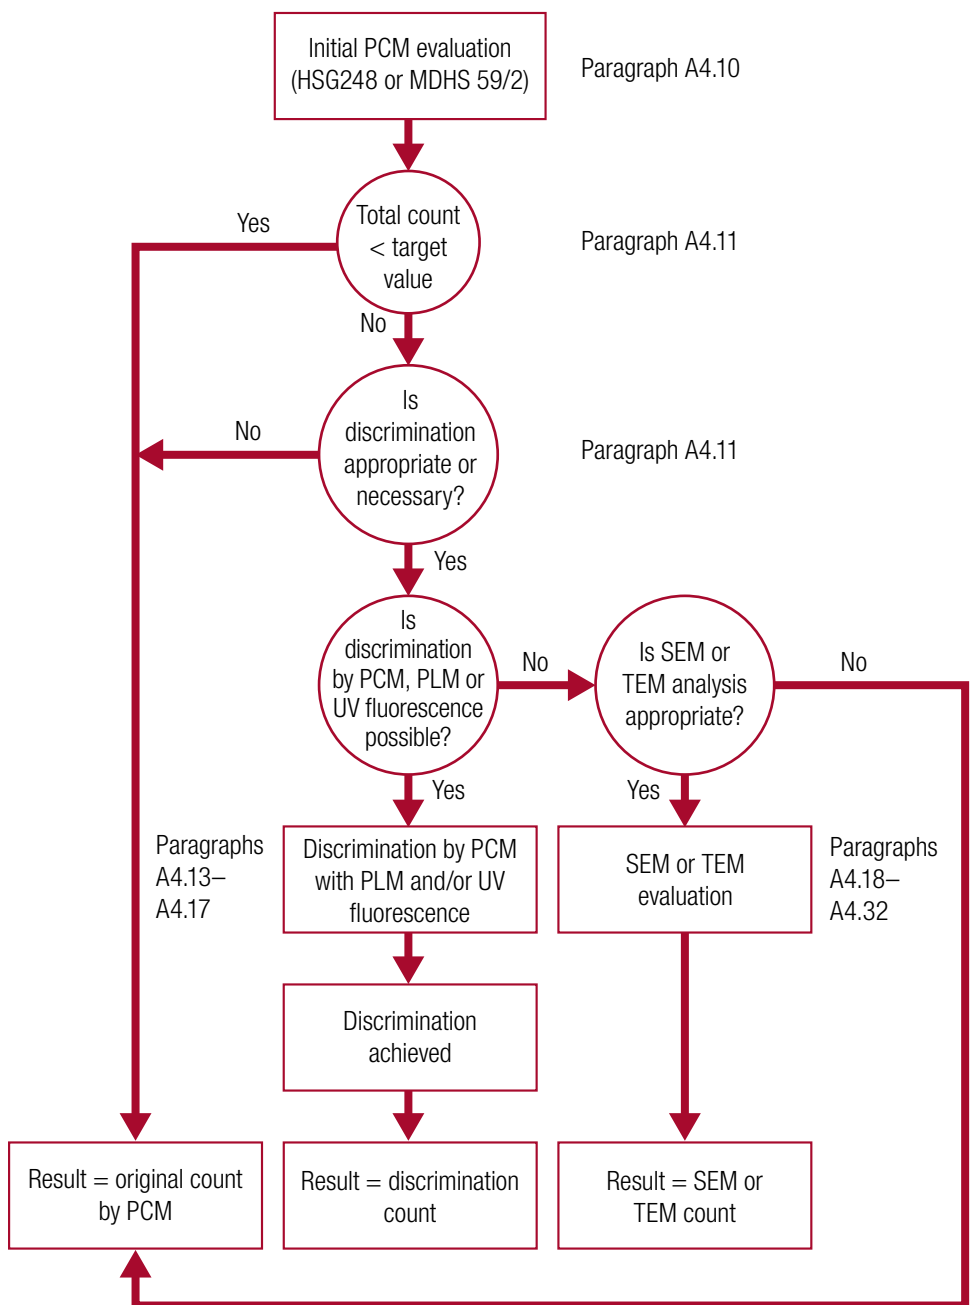 Initial PCM evaluation
(HSG248 or MDHS 59/2)
Paragraph A4.10
Total count
< target
value
Yes
Paragraph A4.11
No
Is
discrimination
appropriate or
necessary?
No
Paragraph A4.11
Yes
Is
discrimination
by PCM, PLM or
UV fluorescence
possible?
No
Is SEM or
TEM analysis
appropriate?
No
Yes
Yes
Paragraphs
A4.13–
A4.17
Discrimination by PCM
with PLM and/or UV
fluorescence
SEM or TEM
evaluation
Paragraphs
A4.18–
A4.32
Discrimination
achieved
Result = original count
by PCM
Result = discrimination
count
Result = SEM or
TEM count